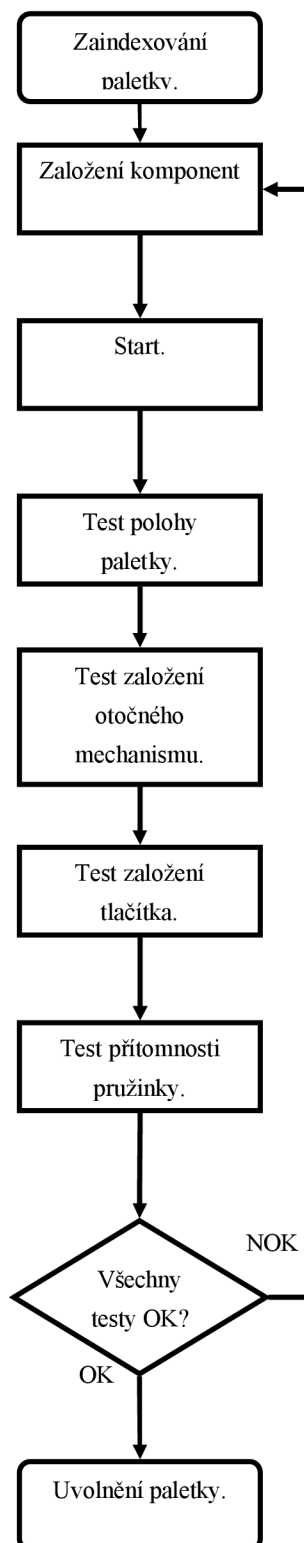 Zaindexování
paletky.
Založení komponent
Start.
Test polohy
paletky.
Test založení
otočného
mechanismu.
Test založení
tlačítka.
Test přítomnosti
pružinky.
Všechny
testy OK?
NOK
OK
Uvolnění paletky.